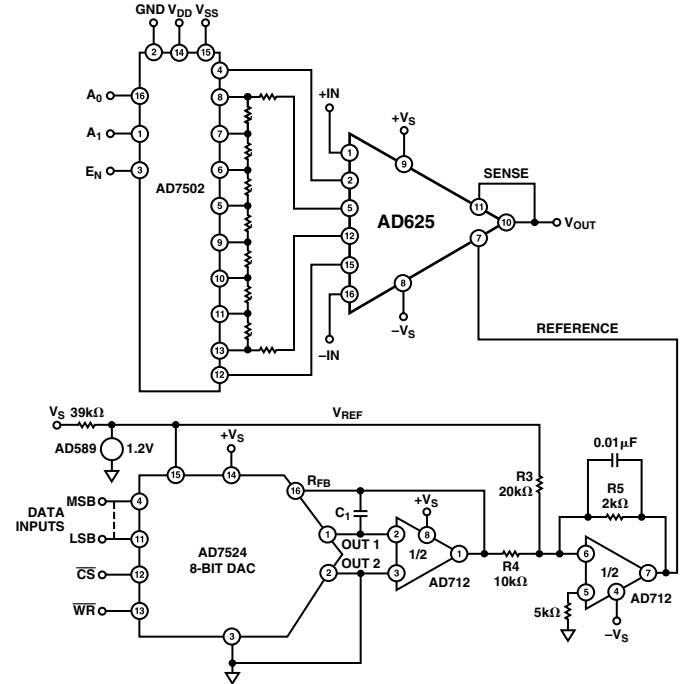 GND VDD VSS
2 14 15
4
A0 16 8
+IN
+VS
A1 1 7
1 9
EN 3 6
AD7502
2
SENSE
5
5 11
AD625
10 VOUT
9
12
7
10
15
8
11
16
13
–IN
–VS
REFERENCE
12
VS 39kΩ
VREF
AD589 1.2V
+VS
0.01μF
15 14
R3
20kΩ
R5
2kΩ
MSB 4
16 RFB
+VS
DATA
INPUTS
C1
LSB 11
AD7524
8-BIT DAC
1 OUT 1 2 8
1/2 1
R4
10kΩ
6
1/2 7
CS 12
2 OUT 2 3
AD712
5 4
AD712
WR 13
5kΩ
–VS
3